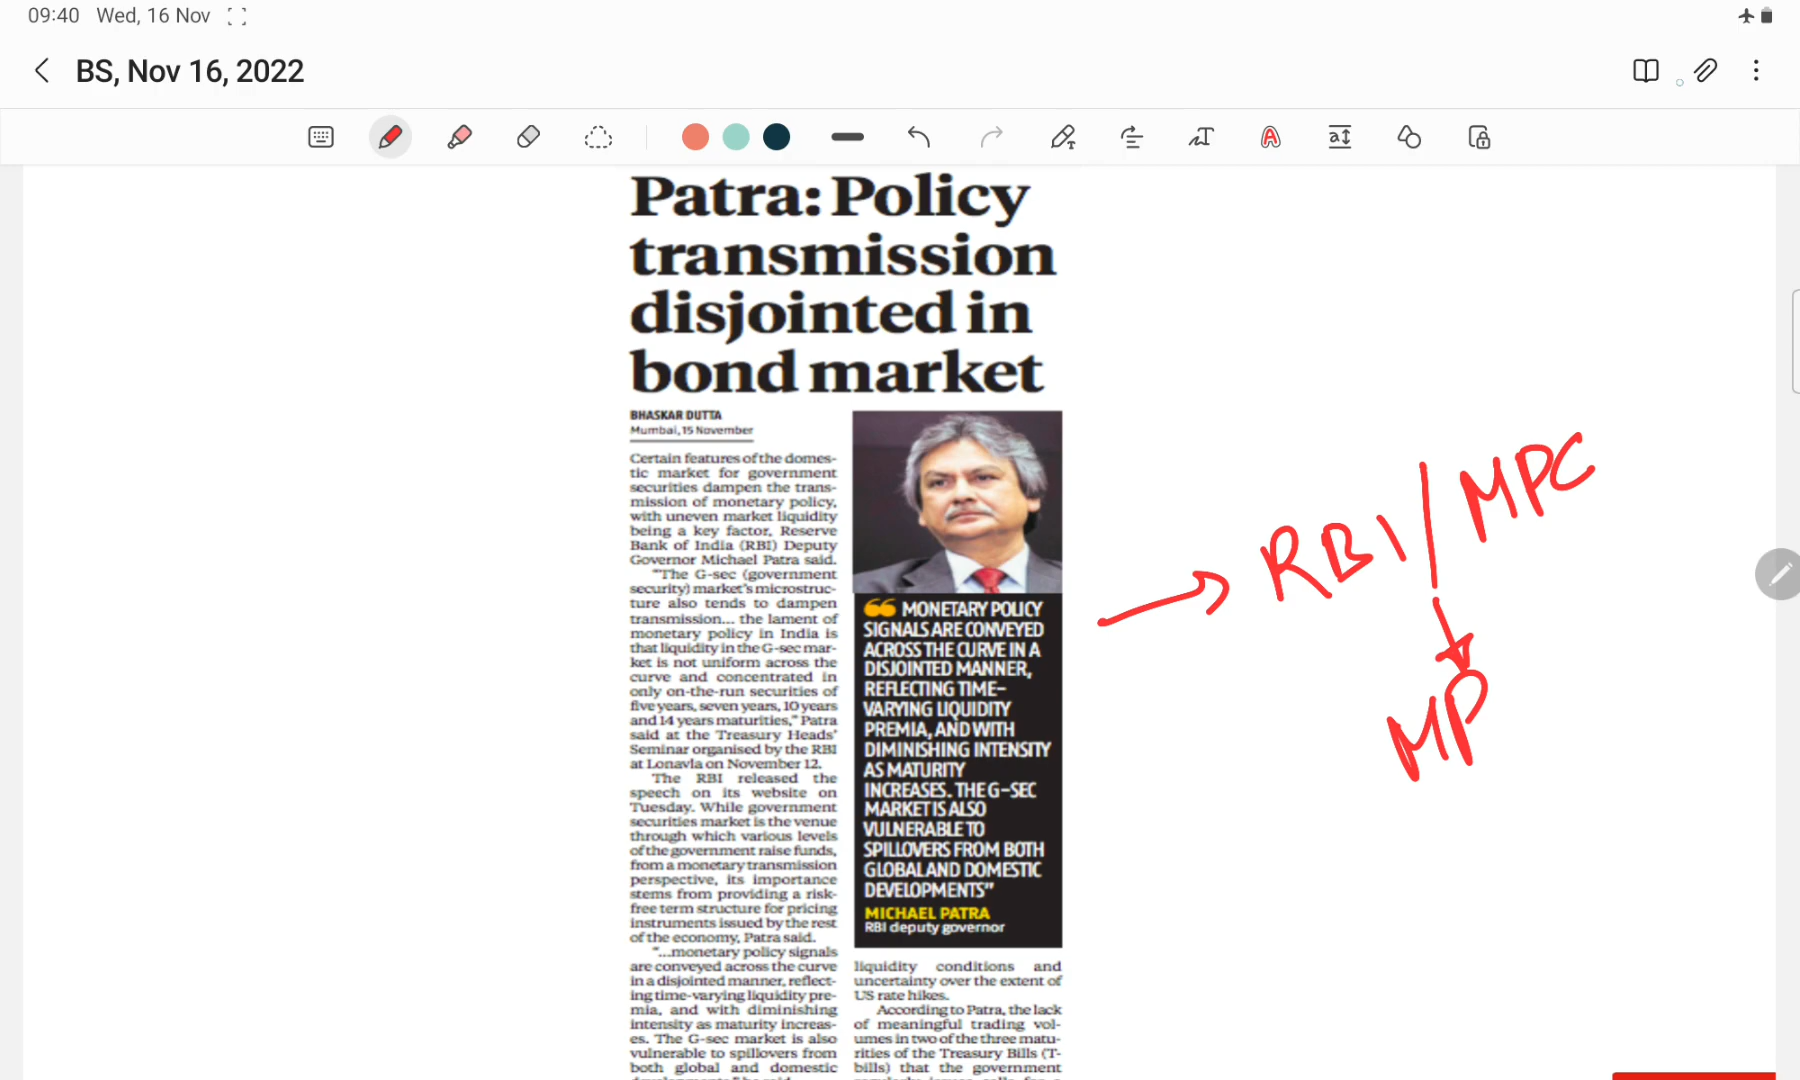 09:40 Wed, 16 Nov
BS, Nov 16, 2022
Patra: Policy
transmission
disjointed in
bond market
BHASKAR DUTTA
Mumbai, 15 November
Certain features of the domes-
tic market for government
securities dampen the trans-
mission of monetary policy,
with uneven market liquidity
being a key factor, Reserve
Bank of India (RBI) Deputy
Governor Michael Patra said.
"The G-sec (government
security) market's microstruc-
ture also tends to dampen
transmission... the lament of
monetary policy in India is
that liquidity in the G-sec mar-
ket is not uniform across the
curve and concentrated in
only on-the-run securities of
five years, seven years, 10 years
and 14 years maturities," Patra
said at the Treasury Heads'
Seminar organised by the RBI
at Lonavla on November 12.
The RBI released the
speech on its website on
Tuesday. While government
securities market is the venue
through which various levels
of the government raise funds,
from a monetary transmission
perspective, its importance
stems from providing a risk-
free term structure for pricing
instruments issued by the rest
of the economy, Patra said.
"...monetary policy signals
are conveyed across the curve
in a disjointed manner, reflect-
ing time-varying liquidity pre-
mia, and with diminishing
intensity as maturity increas-
es. The G-sec market is also
vulnerable to spillovers from
both global and domestic
“ MONETARY POLICY
SIGNALS ARE CONVEYED
ACROSS THE CURVE IN A
DISJOINTED MANNER,
REFLECTING TIME-
VARYING LIQUIDITY
PREMIA, AND WITH
DIMINISHING INTENSITY
AS MATURITY
INCREASES. THE G-SEC
MARKET IS ALSO
VULNERABLE TO
SPILLOVERS FROM BOTH
GLOBAL AND DOMESTIC
DEVELOPMENTS"
MICHAEL PATRA
RBI deputy governor
liquidity conditions and
uncertainty over the extent of
US rate hikes.
According to Patra, the lack
of meaningful trading vol-
umes in two of the three matu-
rities of the Treasury Bills (T-
bills) that the government
RBI / MPC
MP